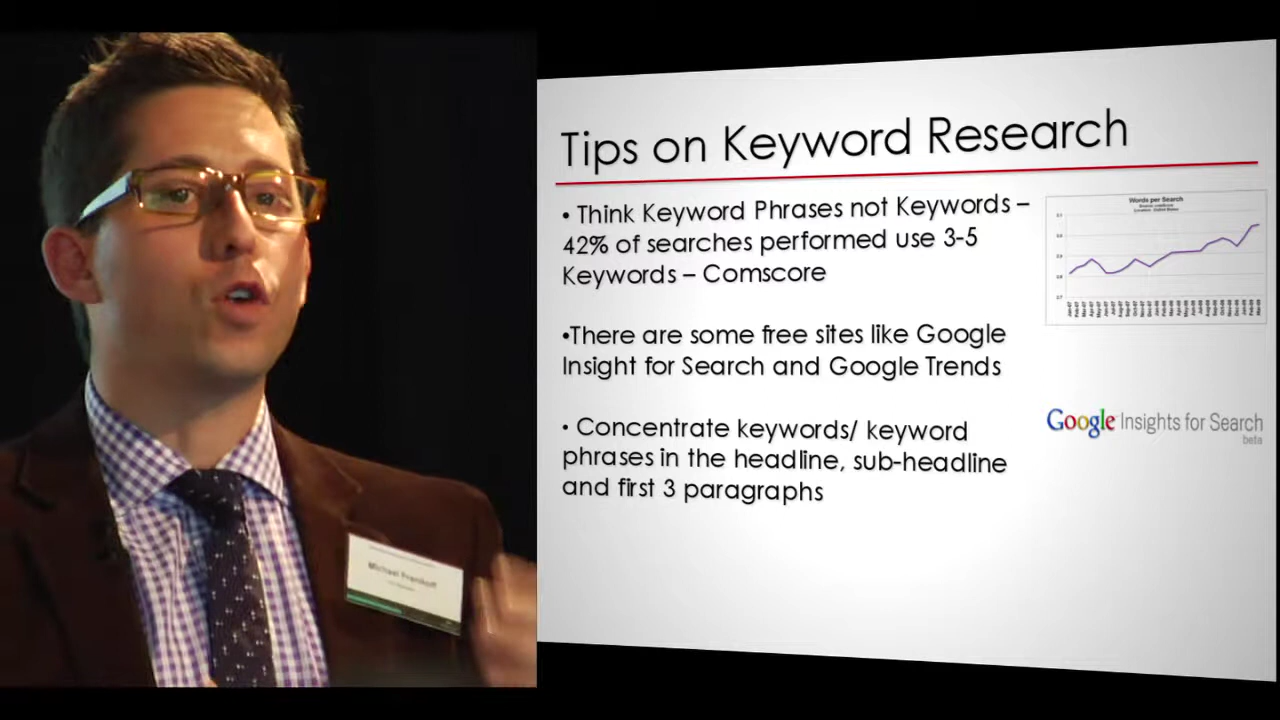 Tips on Keyword Research
• Think Keyword Phrases not Keywords –
42% of searches performed use 3-5
Keywords – Comscore
•There are some free sites like Google
Insight for Search and Google Trends
• Concentrate keywords/ keyword
phrases in the headline, sub-headline
and first 3 paragraphs
Words per Search
Google Insights for Search
beta
Michael